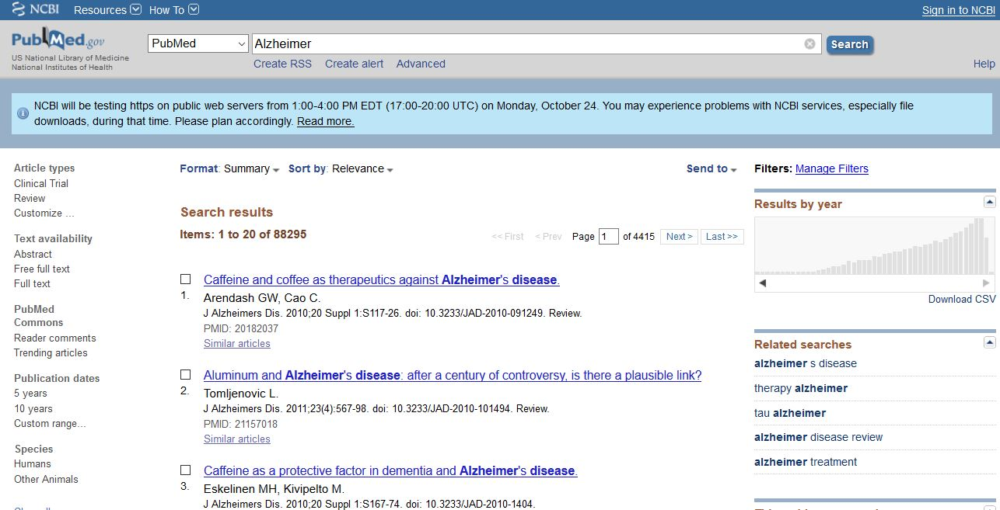 NCBI Resources How To Sign in to NCBI
PubMed.gov
US National Library of Medicine
National Institutes of Health
PubMed Alzheimer Search
Create RSS Create alert Advanced Help
NCBI will be testing https on public web servers from 1:00-4:00 PM EDT (17:00-20:00 UTC) on Monday, October 24. You may experience problems with NCBI services, especially file
downloads, during that time. Please plan accordingly. Read more.
Article types
Clinical Trial
Review
Customize ...
Text availability
Abstract
Free full text
Full text
PubMed
Commons
Reader comments
Trending articles
Publication dates
5 years
10 years
Custom range...
Species
Humans
Other Animals
Format: Summary Sort by: Relevance Send to
Search results
Items: 1 to 20 of 88295
<< First < Prev Page 1 of 4415 Next > Last >>
Caffeine and coffee as therapeutics against Alzheimer's disease.
1. Arendash GW, Cao C.
J Alzheimers Dis. 2010;20 Suppl 1:S117-26. doi: 10.3233/JAD-2010-091249. Review.
PMID: 20182037
Similar articles
Aluminum and Alzheimer's disease: after a century of controversy, is there a plausible link?
2. Tomljenovic L.
J Alzheimers Dis. 2011;23(4):567-98. doi: 10.3233/JAD-2010-101494. Review.
PMID: 21157018
Similar articles
Caffeine as a protective factor in dementia and Alzheimer's disease.
3. Eskelinen MH, Kivipelto M.
J Alzheimers Dis. 2010;20 Suppl 1:S167-74. doi: 10.3233/JAD-2010-1404.
Filters: Manage Filters
Results by year
Download CSV
Related searches
alzheimer s disease
therapy alzheimer
tau alzheimer
alzheimer disease review
alzheimer treatment